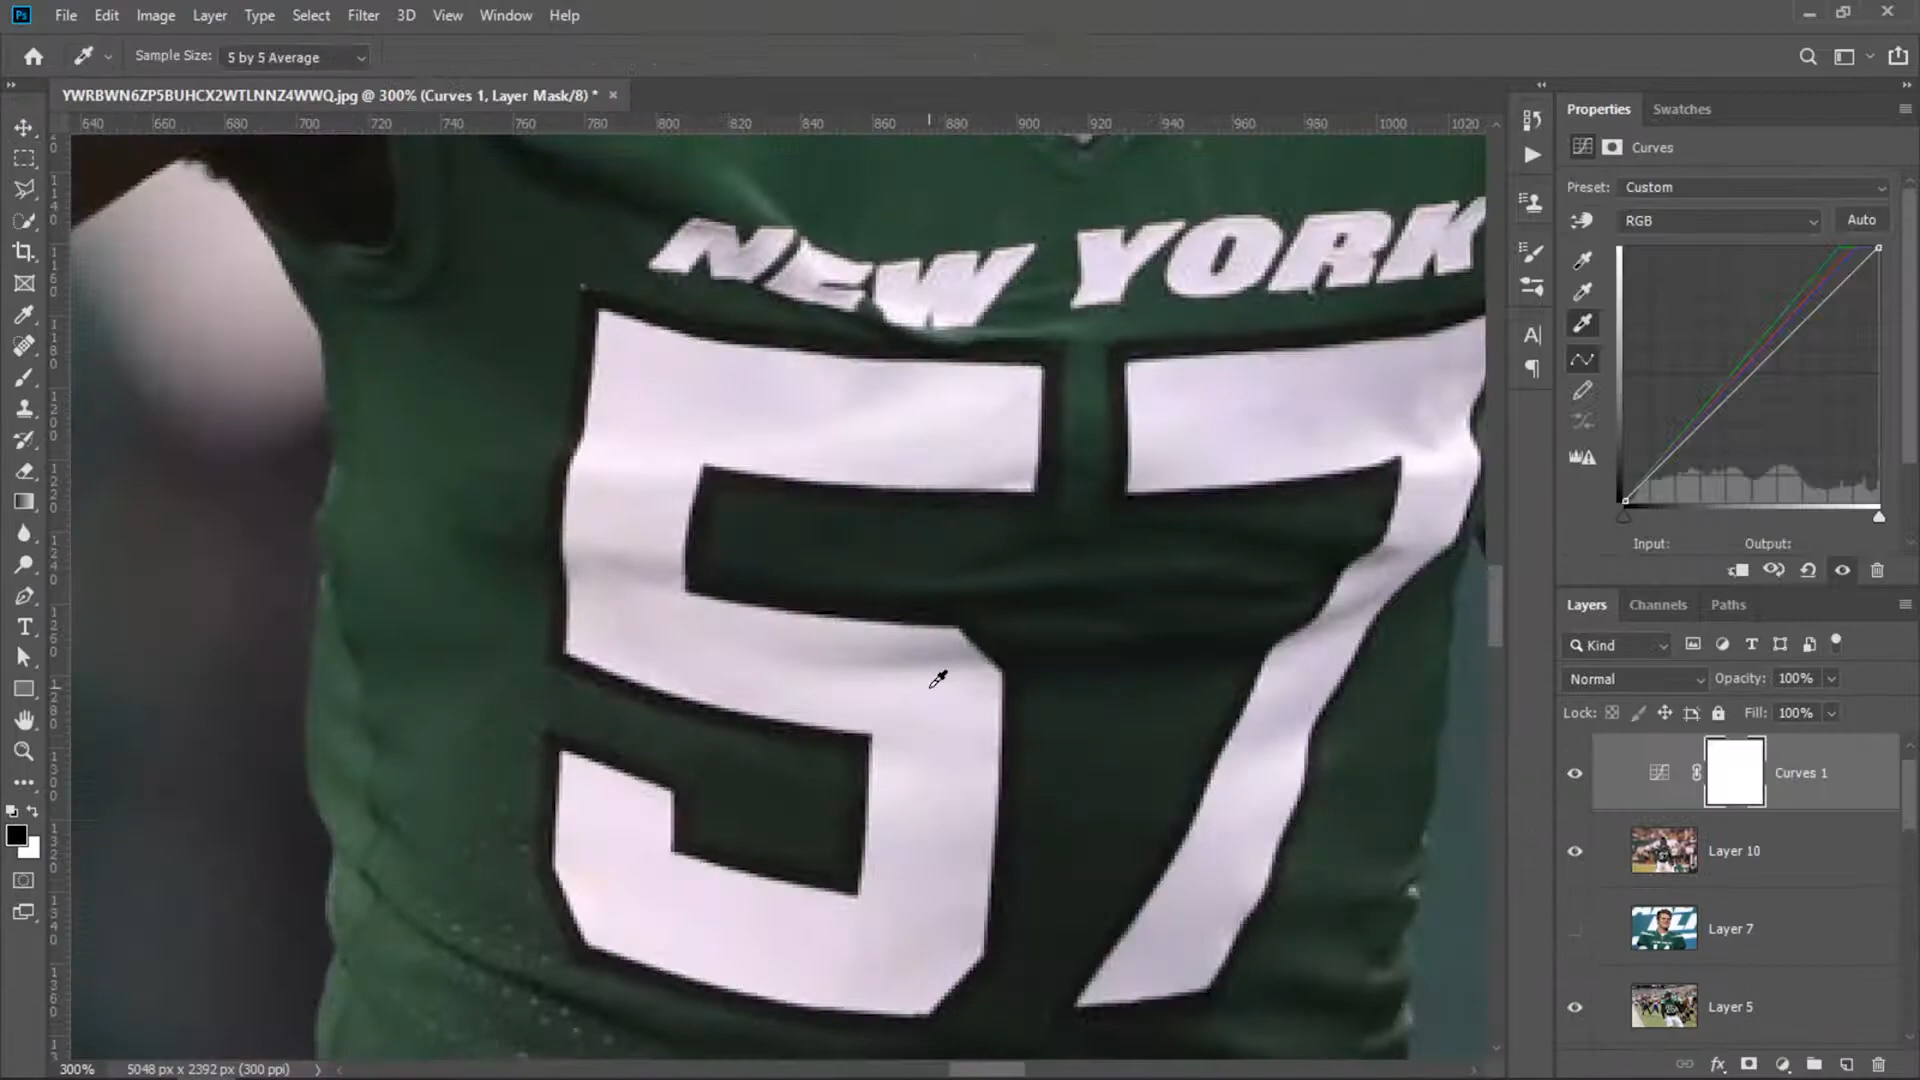 Ps File Edit Image Layer Type Select Filter 3D View Window Help
Sample Size: 5 by 5 Average
YWRBWN6ZP5BUHCX2WTLNNZ4WWQ.jpg @ 300% (Curves 1, Layer Mask/8) *
640 660 680 700 720 740 760 780 800 820 840 860 880 900 920 940 960 980 1000 1020
Properties Swatches
Curves
Preset: Custom
RGB Auto
Input: Output:
NEW YORK
57
Layers Channels Paths
Kind
Normal Opacity: 100%
Lock: Fill: 100%
Curves 1
Layer 10
Layer 7
Layer 5
300% 5048 px x 2392 px (300 ppi)